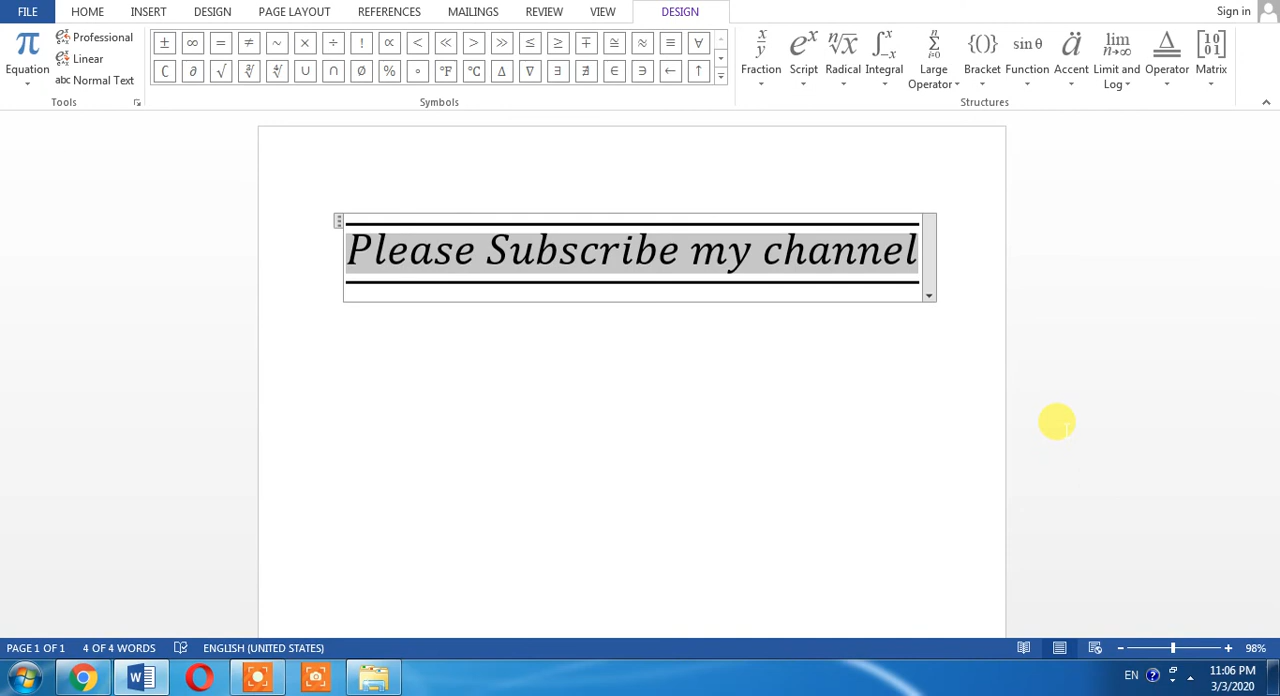 FILE HOME INSERT DESIGN PAGE LAYOUT REFERENCES MAILINGS REVIEW VIEW DESIGN Sign in
π Equation
Professional
Linear
abc Normal Text
Tools
± ∞ = ≠ ~ × ÷ ! ∝ < ≪ > ≫ ≤ ≥ ∓ ≅ ≈ ≡ ∀
∁ ∂ √ ∛ ∜ ∪ ∩ ∅ % ° °F °C ∆ ∇ ∃ ∄ ∈ ∋ ← ↑
Symbols
Fraction Script Radical Integral Large Operator Bracket Function Accent Limit and Log Operator Matrix
Structures
Please Subscribe my channel
PAGE 1 OF 1 4 OF 4 WORDS ENGLISH (UNITED STATES) 98%
EN 11:06 PM
3/3/2020